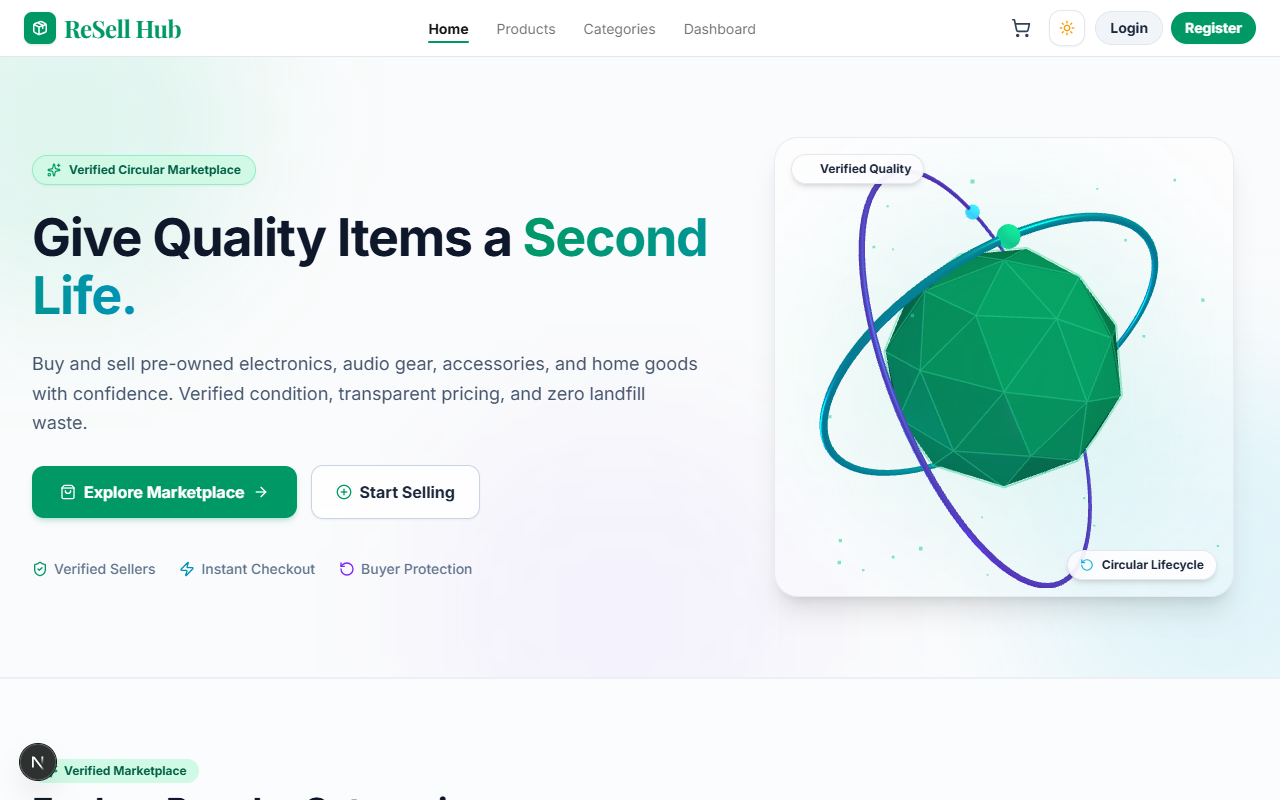 ReSell Hub
Home
Products
Categories
Dashboard
Login
Register
Verified Circular Marketplace
Give Quality Items a Second
Life.
Buy and sell pre-owned electronics, audio gear, accessories, and home goods
with confidence. Verified condition, transparent pricing, and zero landfill
waste.
Explore Marketplace
Start Selling
Verified Sellers
Instant Checkout
Buyer Protection
Verified Quality
Circular Lifecycle
N
Verified Marketplace